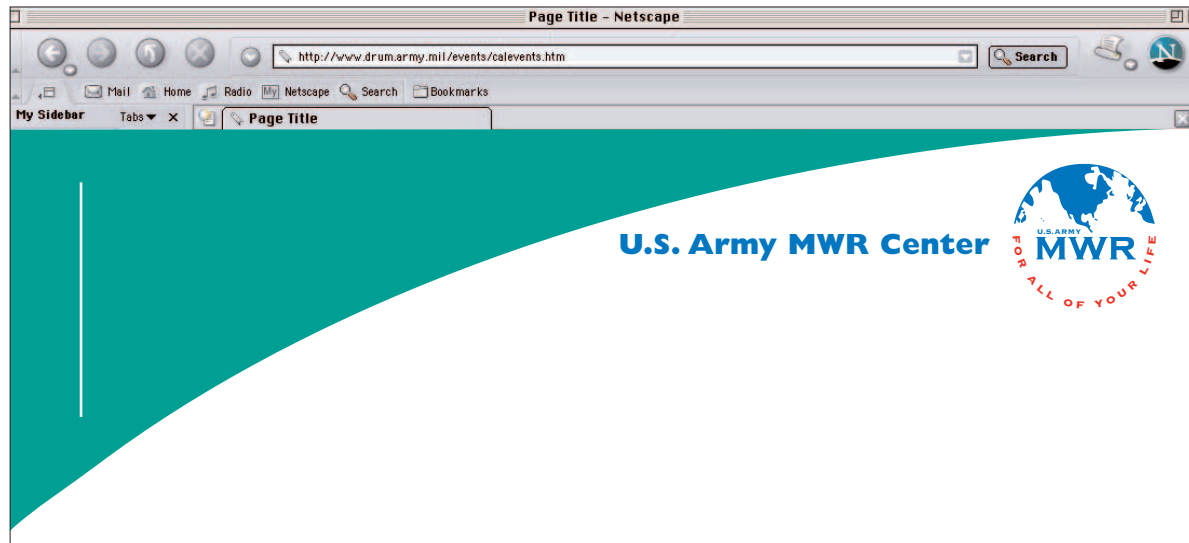 Page Title - Netscape
http://www.drum.army.mil/events/calevents.htm
Search
N
Mail Home Radio My Netscape Search Bookmarks
My Sidebar Tabs Page Title
U.S. Army MWR Center
U.S.ARMY
MWR
FOR ALL OF YOUR LIFE